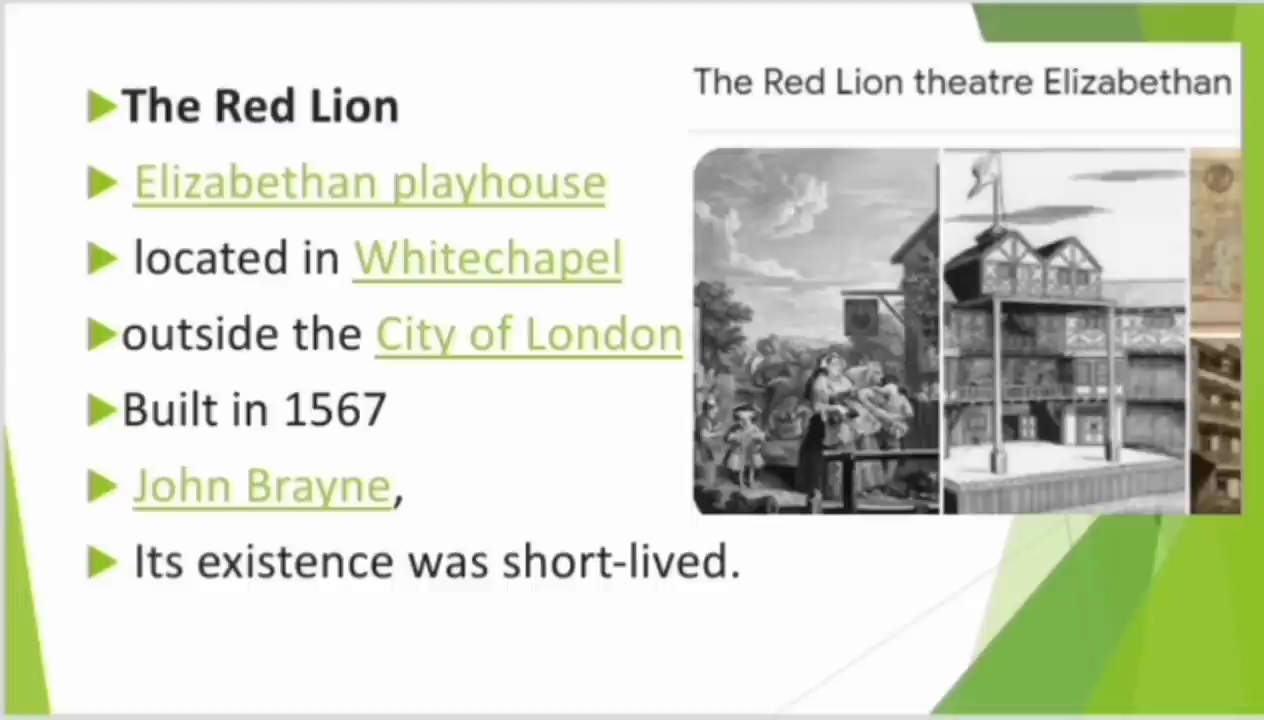 The Red Lion
Elizabethan playhouse
located in Whitechapel
outside the City of London
Built in 1567
John Brayne,
Its existence was short-lived.
The Red Lion theatre Elizabethan